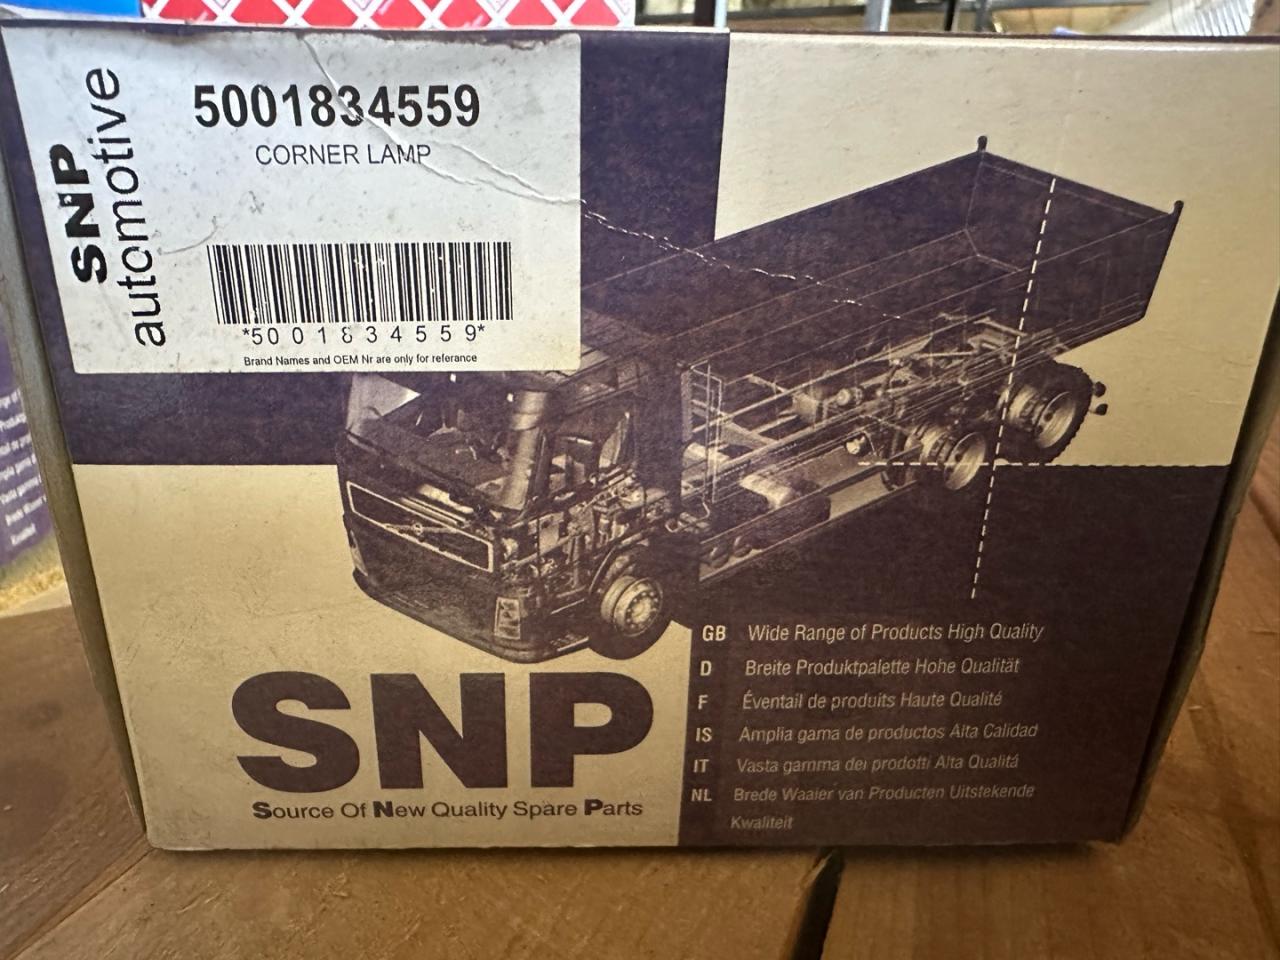 SNP
automotive
5001834559
CORNER LAMP
*5001834559*
Brand Names and OEM Nr are only for referance
SNP
Source Of New Quality Spare Parts
GB Wide Range of Products High Quality
D Breite Produktpalette Hohe Qualität
F Éventail de produits Haute Qualité
IS Amplia gama de productos Alta Calidad
IT Vasta gamma dei prodotti Alta Qualitá
NL Brede Waaier van Producten Uitstekende
Kwaliteit